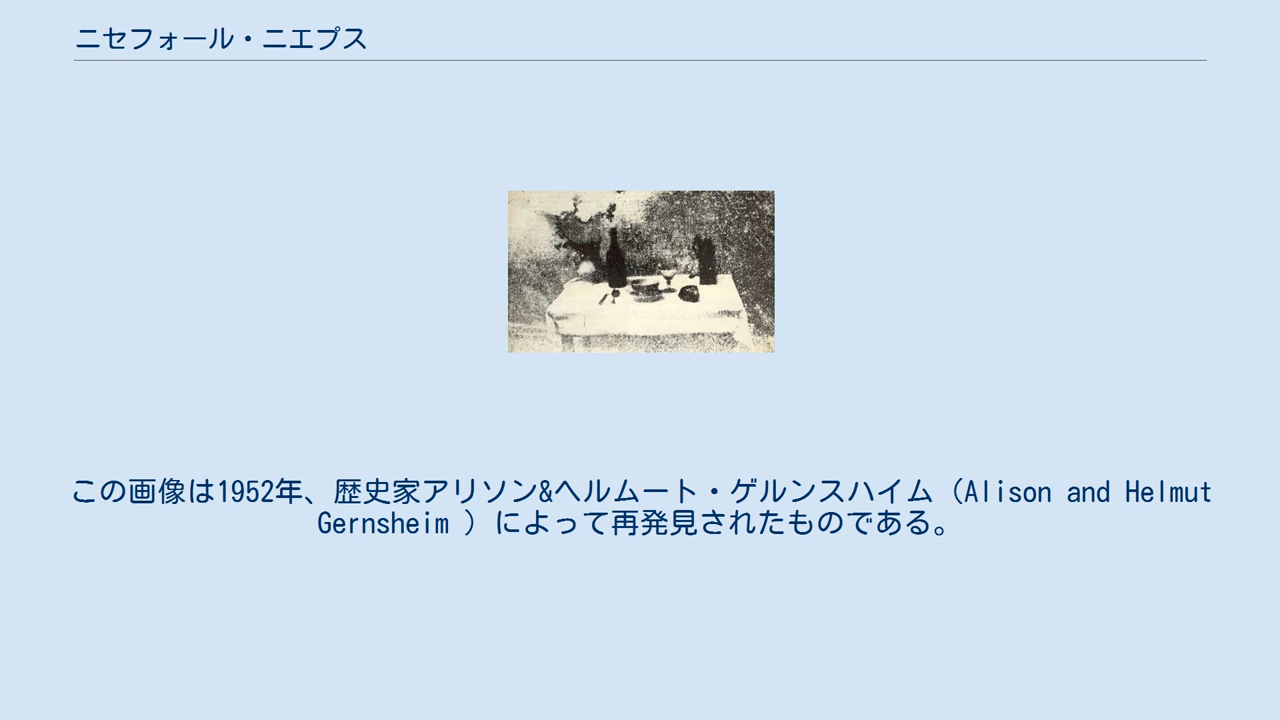 ニセフォール・ニエプス
この画像は1952年、歴史家アリソン&ヘルムート・ゲルンスハイム（Alison and Helmut
Gernsheim ）によって再発見されたものである。